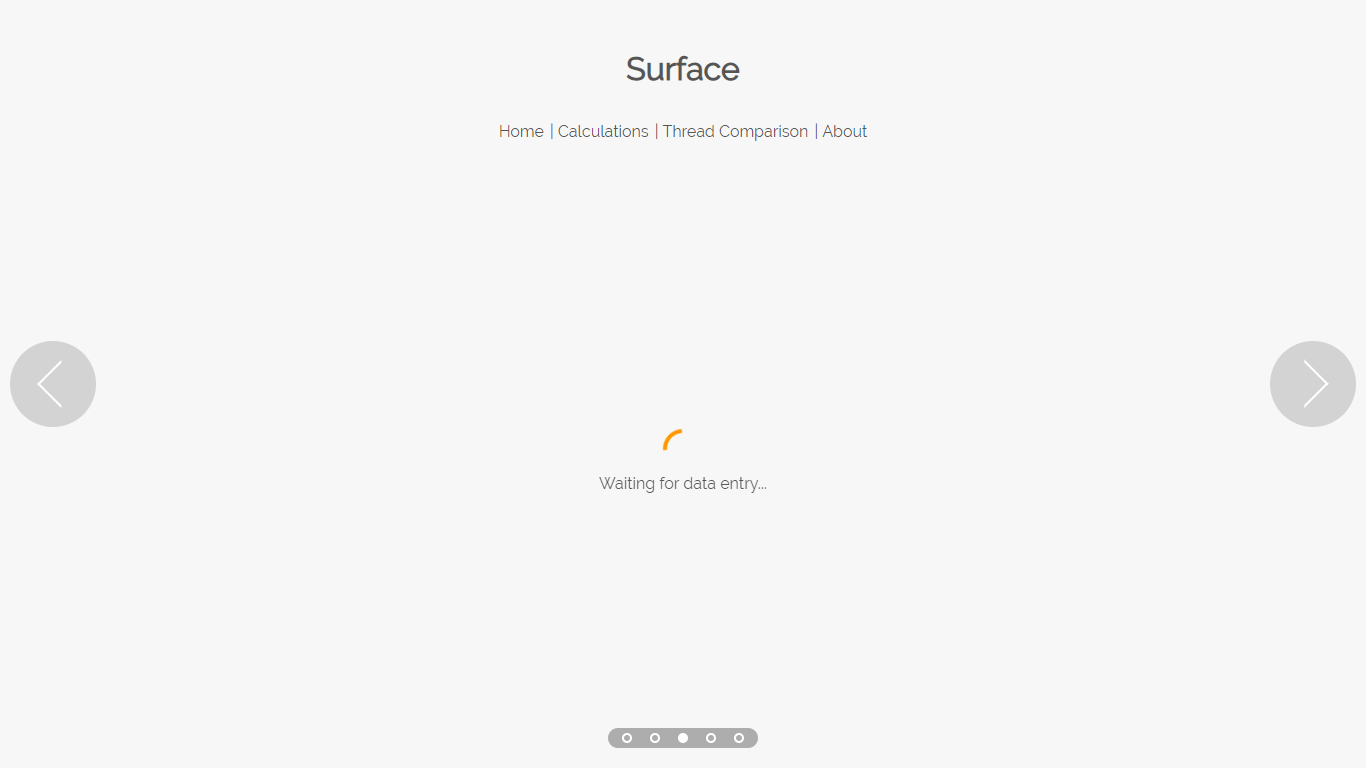 Surface
Home | Calculations | Thread Comparison | About
Waiting for data entry...